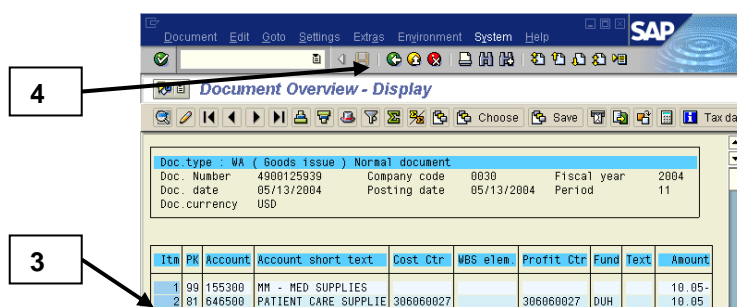 Document Edit Goto Settings Extras Environment System Help
SAP
4
Document Overview - Display
Choose Save Tax da
Doc.type : WA ( Goods issue ) Normal document
Doc. Number 4900125939 Company code 0030 Fiscal year 2004
Doc. date 05/13/2004 Posting date 05/13/2004 Period 11
Doc.currency USD
3
Itm PK Account Account short text Cost Ctr WBS elem. Profit Ctr Fund Text Amount
1 99 155300 MM - MED SUPPLIES 10.05-
2 81 646500 PATIENT CARE SUPPLIE 306060027 306060027 DUH 10.05